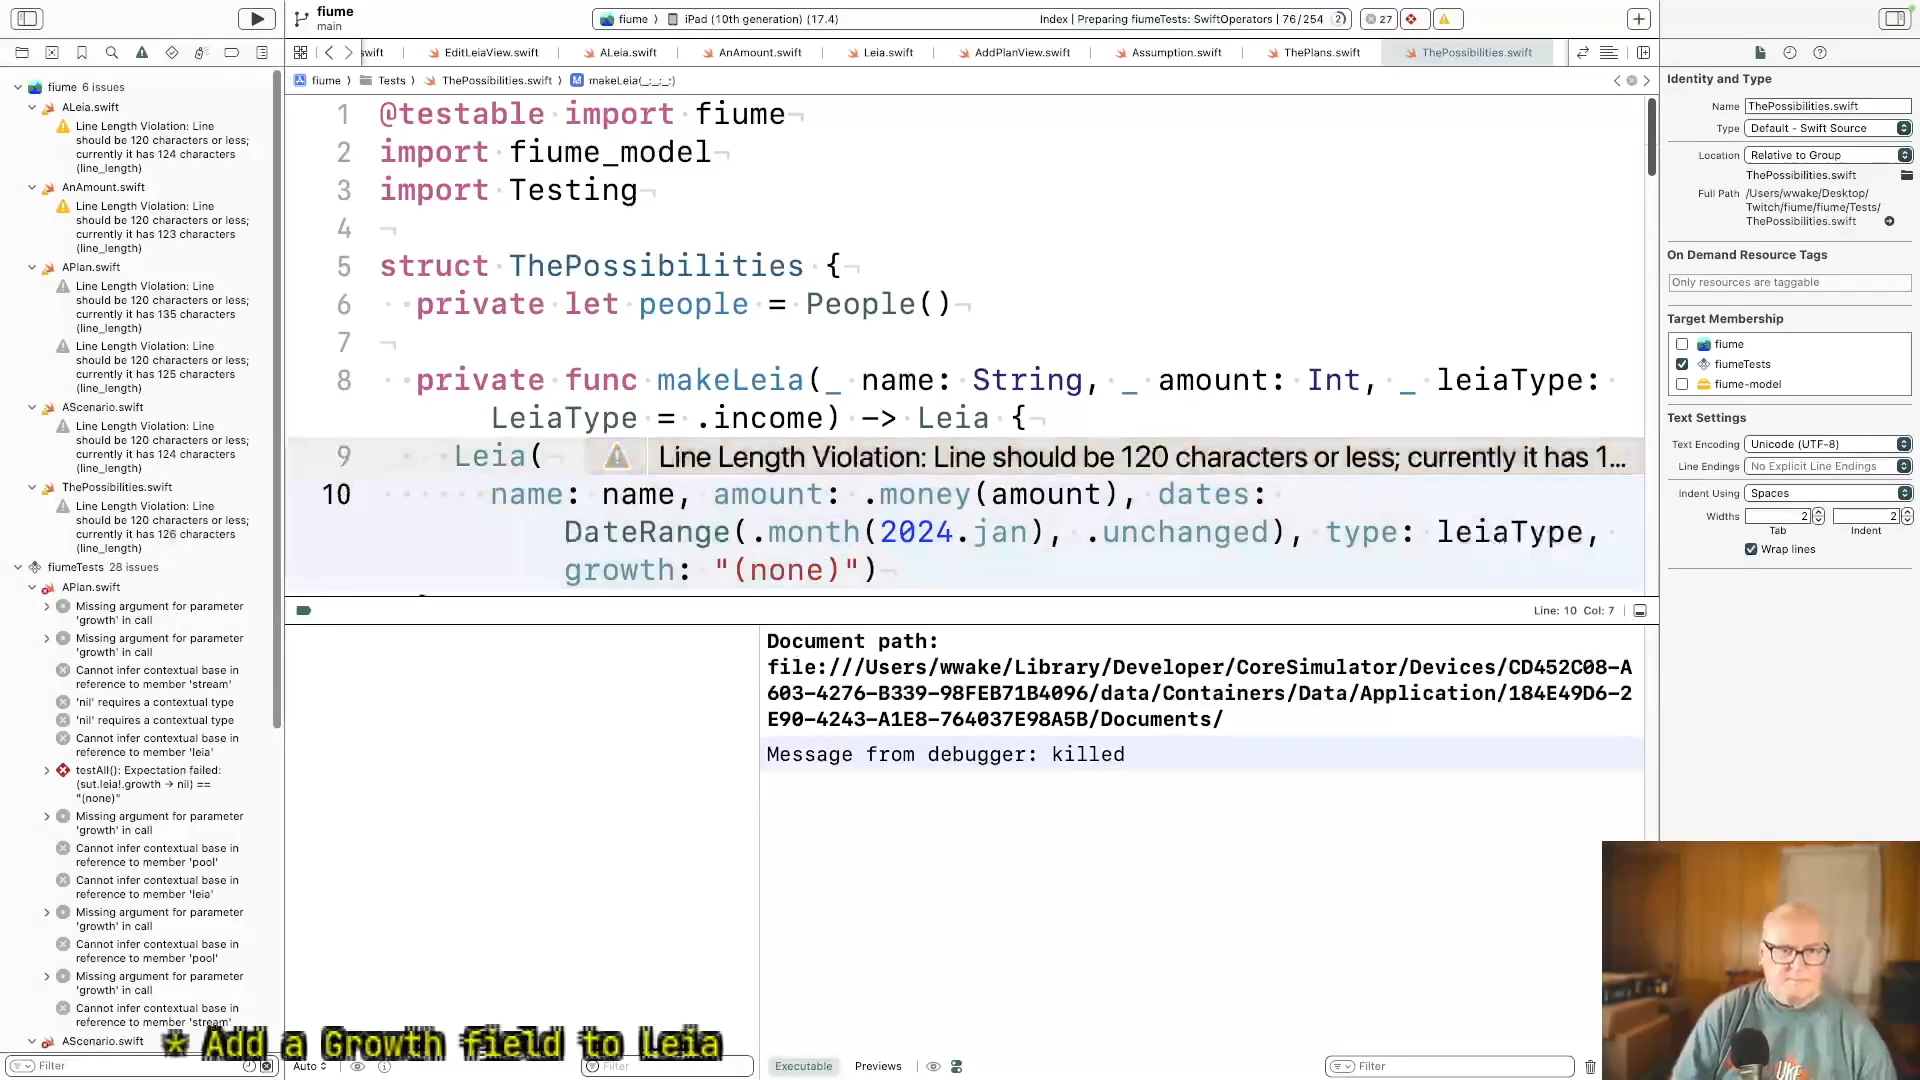 fiume
main
fiume
iPad (10th generation) (17.4)
Index | Preparing fiumeTests: SwiftOperators | 76/254
2
27
wift
EditLeiaView.swift
ALeia.swift
AnAmount.swift
Leia.swift
AddPlanView.swift
Assumption.swift
ThePlans.swift
ThePossibilities.swift
fiume
Tests
ThePossibilities.swift
makeLeia(_:_:_:)
fiume 6 issues
ALeia.swift
Line Length Violation: Line
should be 120 characters or less;
currently it has 124 characters
(line_length)
AnAmount.swift
Line Length Violation: Line
should be 120 characters or less;
currently it has 123 characters
(line_length)
APlan.swift
Line Length Violation: Line
should be 120 characters or less;
currently it has 135 characters
(line_length)
Line Length Violation: Line
should be 120 characters or less;
currently it has 125 characters
(line_length)
AScenario.swift
Line Length Violation: Line
should be 120 characters or less;
currently it has 124 characters
(line_length)
ThePossibilities.swift
Line Length Violation: Line
should be 120 characters or less;
currently it has 126 characters
(line_length)
fiumeTests 28 issues
APlan.swift
Missing argument for parameter
'growth' in call
Missing argument for parameter
'growth' in call
Cannot infer contextual base in
reference to member 'stream'
'nil' requires a contextual type
'nil' requires a contextual type
Cannot infer contextual base in
reference to member 'leia'
testAll(): Expectation failed:
(sut.leia!.growth → nil) ==
"(none)"
Missing argument for parameter
'growth' in call
Cannot infer contextual base in
reference to member 'pool'
Cannot infer contextual base in
reference to member 'leia'
Missing argument for parameter
'growth' in call
Cannot infer contextual base in
reference to member 'pool'
Missing argument for parameter
'growth' in call
Cannot infer contextual base in
reference to member 'stream'
AScenario.swift
Filter
1 @testable import fiume
2 import fiume_model
3 import Testing
4
5 struct ThePossibilities {
6 private let people = People()
7
8 private func makeLeia(_ name: String, _ amount: Int, _ leiaType:
LeiaType = .income) -> Leia {
9 Leia(
Line Length Violation: Line should be 120 characters or less; currently it has 1...
10 name: name, amount: .money(amount), dates:
DateRange(.month(2024.jan), .unchanged), type: leiaType,
growth: "(none)")
Line: 10 Col: 7
Document path:
file:///Users/wwake/Library/Developer/CoreSimulator/Devices/CD452C08-A
603-4276-B339-98FEB71B4096/data/Containers/Data/Application/184E49D6-2
E90-4243-A1E8-764037E98A5B/Documents/
Message from debugger: killed
* Add a Growth field to Leia
Auto
Filter
Executable
Previews
Filter
Identity and Type
Name ThePossibilities.swift
Type Default - Swift Source
Location Relative to Group
ThePossibilities.swift
Full Path /Users/wwake/Desktop/
Twitch/fiume/fiume/Tests/
ThePossibilities.swift
On Demand Resource Tags
Only resources are taggable
Target Membership
fiume
fiumeTests
fiume-model
Text Settings
Text Encoding Unicode (UTF-8)
Line Endings No Explicit Line Endings
Indent Using Spaces
Widths 2 2
Tab Indent
Wrap lines